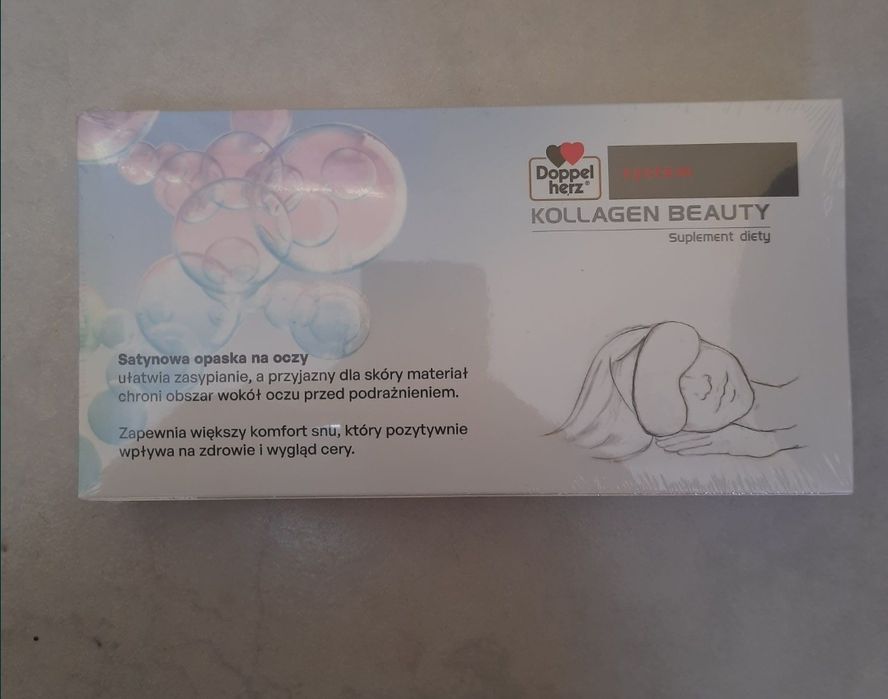 Doppel
herz®
system
KOLLAGEN BEAUTY
Suplement diety
Satynowa opaska na oczy
ułatwia zasypianie, a przyjazny dla skóry materiał
chroni obszar wokół oczu przed podrażnieniem.
Zapewnia większy komfort snu, który pozytywnie
wpływa na zdrowie i wygląd cery.